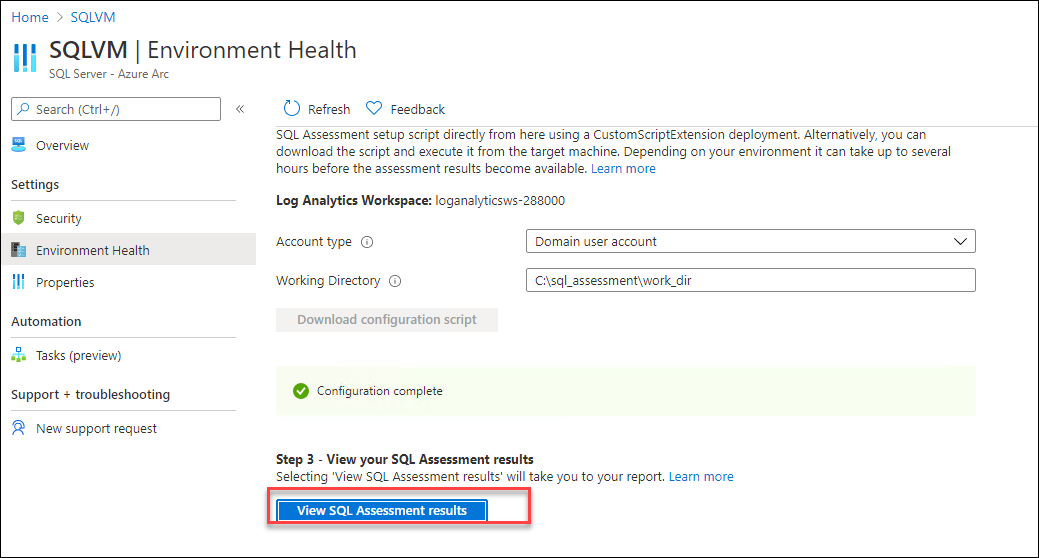 Home > SQLVM
SQLVM | Environment Health
SQL Server - Azure Arc
Search (Ctrl+/)
«
Overview
Settings
Security
Environment Health
Properties
Automation
Tasks (preview)
Support + troubleshooting
New support request
Refresh
Feedback
SQL Assessment setup script directly from here using a CustomScriptExtension deployment. Alternatively, you can
download the script and execute it from the target machine. Depending on your environment it can take up to several
hours before the assessment results become available. Learn more
Log Analytics Workspace: loganalyticsws-288000
Account type
Domain user account
Working Directory
C:\sql_assessment\work_dir
Download configuration script
Configuration complete
Step 3 - View your SQL Assessment results
Selecting 'View SQL Assessment results' will take you to your report. Learn more
View SQL Assessment results